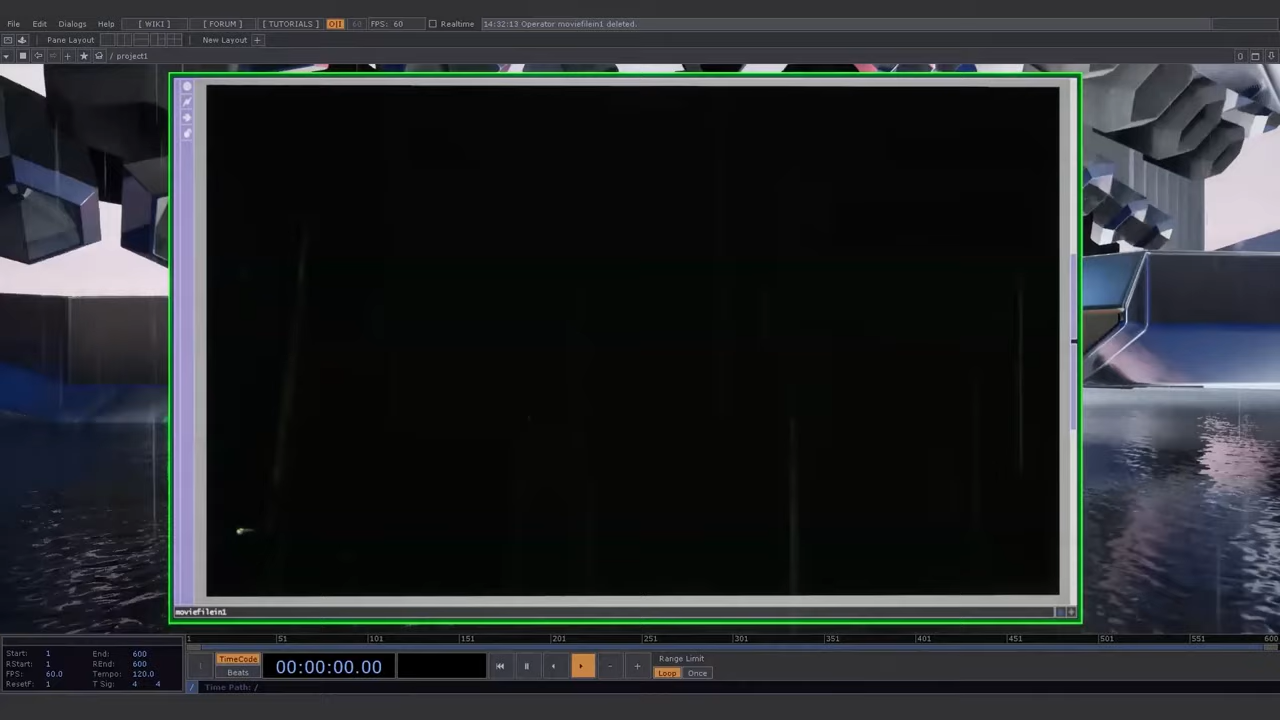 File Edit Dialogs Help [ WIKI ] [ FORUM ] [ TUTORIALS ] O|I 60 FPS: 60 Realtime 14:32:13 Operator moviefilein1 deleted.
Pane Layout New Layout +
/ project1
moviefilein1
1 51 101 151 201 251 301 351 401 451 501 551 600
Start: 1 End: 600
RStart: 1 REnd: 600
FPS: 60.0 Tempo: 120.0
ResetF: 1 T Sig: 4 4
TimeCode
Beats
00:00:00.00
Range Limit
Loop Once
/ Time Path: /